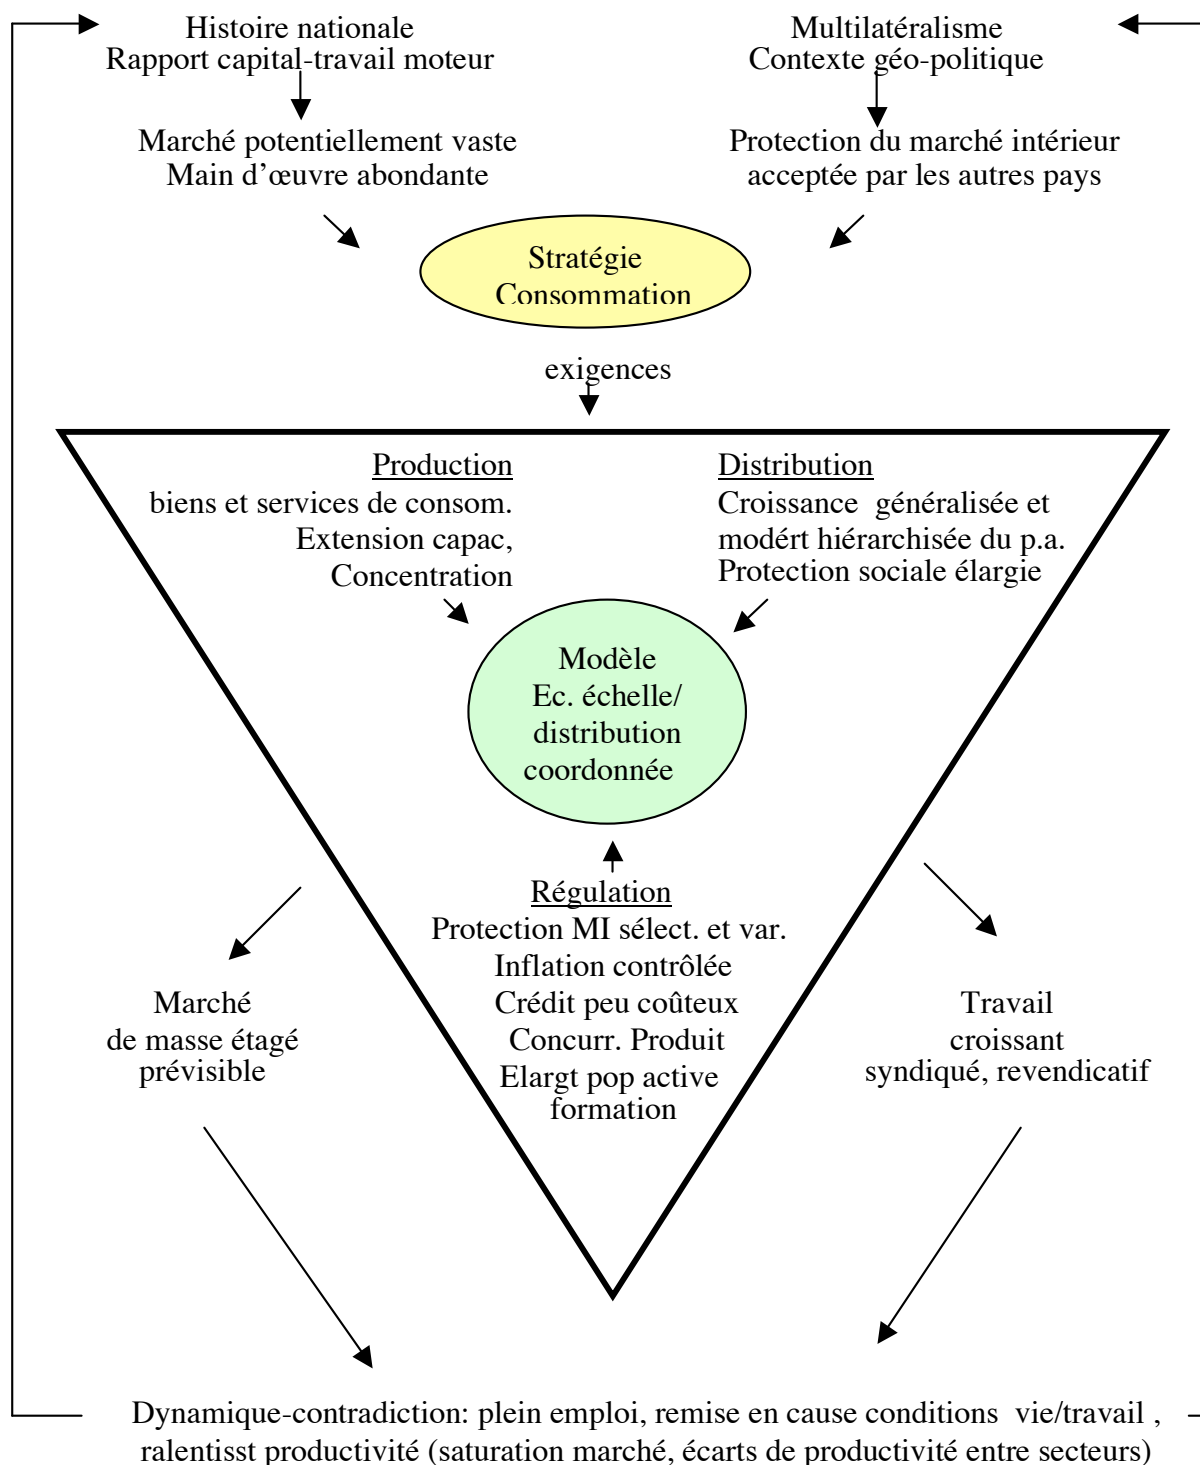 Histoire nationale
Rapport capital-travail moteur
Multilatéralisme
Contexte géo-politique
Marché potentiellement vaste
Main d’œuvre abondante
Protection du marché intérieur
acceptée par les autres pays
Stratégie
Consommation
exigences
Production
biens et services de consom.
Extension capac,
Concentration
Distribution
Croissance généralisée et
modért hiérarchisée du p.a.
Protection sociale élargie
Modèle
Ec. échelle/
distribution
coordonnée
Régulation
Protection MI sélect. et var.
Inflation contrôlée
Crédit peu coûteux
Concurr. Produit
Elargt pop active
formation
Marché
de masse étagé
prévisible
Travail
croissant
syndiqué, revendicatif
Dynamique-contradiction: plein emploi, remise en cause conditions vie/travail ,
ralentisst productivité (saturation marché, écarts de productivité entre secteurs)